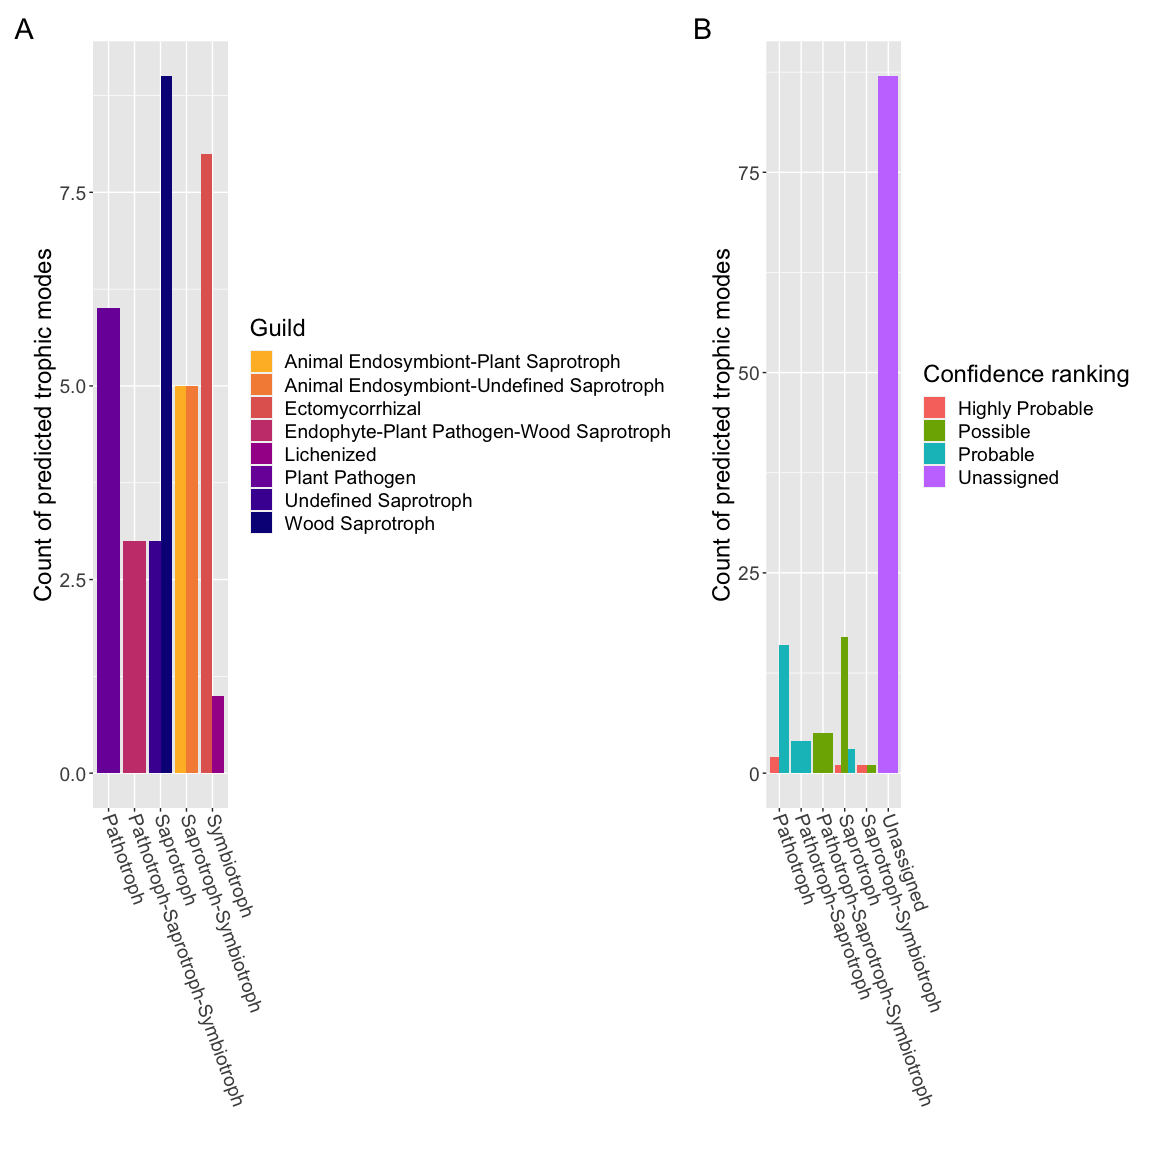 A
Count of predicted trophic modes
7.5
5.0
2.5
0.0
Pathotroph
Pathotroph-Saprotroph-Symbiotroph
Saprotroph
Saprotroph-Symbiotroph
Symbiotroph
Guild
Animal Endosymbiont-Plant Saprotroph
Animal Endosymbiont-Undefined Saprotroph
Ectomycorrhizal
Endophyte-Plant Pathogen-Wood Saprotroph
Lichenized
Plant Pathogen
Undefined Saprotroph
Wood Saprotroph
B
Count of predicted trophic modes
75
50
25
0
Pathotroph
Pathotroph-Saprotroph
Pathotroph-Saprotroph-Symbiotroph
Saprotroph
Saprotroph-Symbiotroph
Unassigned
Confidence ranking
Highly Probable
Possible
Probable
Unassigned